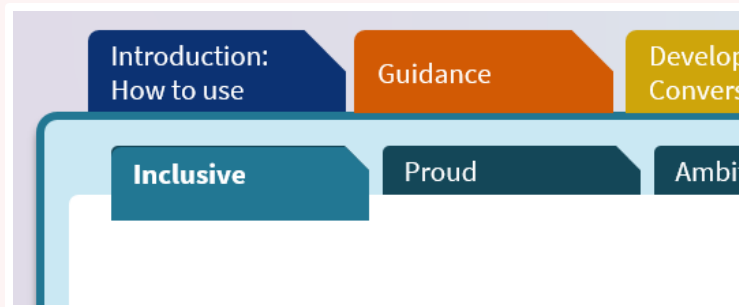 Introduction:
How to use
Guidance
Inclusive
Proud